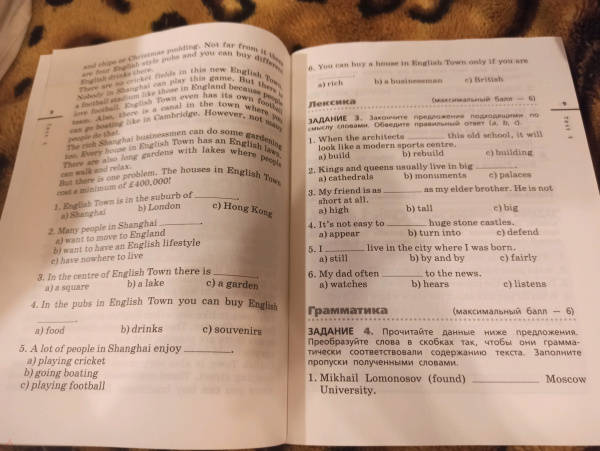 and chips or Christmas pudding. Not far from it there
are four English-style pubs and you can buy different
English drinks there.
There are no cricket fields in this new English Town.
Nobody in Shanghai can play this game. But there is
a football stadium like those in England because people
love football. English Town even has its own football
team. Also, there is a canal in the town where you
can go boating like in Cambridge. However, not many
people do that.
The rich Shanghai businessmen can do some gardening
too. Every house in English Town has an English lawn.
There are also long gardens with lakes where people
can walk and relax.
But there is one problem. The houses in English Town
cost a minimum of £400,000!
1. English Town is in the suburb of ________.
a) Shanghai b) London c) Hong Kong
2. Many people in Shanghai ________.
a) want to move to England
b) want to have an English lifestyle
c) have nowhere to live
3. In the centre of English Town there is ________.
a) a square b) a lake c) a garden
4. In the pubs in English Town you can buy English
________.
a) food b) drinks c) souvenirs
5. A lot of people in Shanghai enjoy ________.
a) playing cricket
b) going boating
c) playing football
6. You can buy a house in English Town only if you are
________.
a) rich b) a businessman c) British
Лексика (максимальный балл — 6)
ЗАДАНИЕ 3. Закончите предложения подходящими по
смыслу словами. Обведите правильный ответ (a, b, c).
1. When the architects ________ this old school, it will
look like a modern sports centre.
a) build b) rebuild c) building
2. Kings and queens usually live in big ________.
a) cathedrals b) monuments c) palaces
3. My friend is as ________ as my elder brother. He is not
short at all.
a) high b) tall c) big
4. It's not easy to ________ huge stone castles.
a) appear b) turn into c) defend
5. I ________ live in the city where I was born.
a) still b) by and by c) fairly
6. My dad often ________ to the news.
a) watches b) hears c) listens
Грамматика (максимальный балл — 6)
ЗАДАНИЕ 4. Прочитайте данные ниже предложения.
Преобразуйте слова в скобках так, чтобы они грамма-
тически соответствовали содержанию текста. Заполните
пропуски полученными словами.
1. Mikhail Lomonosov (found) ________ Moscow
University.